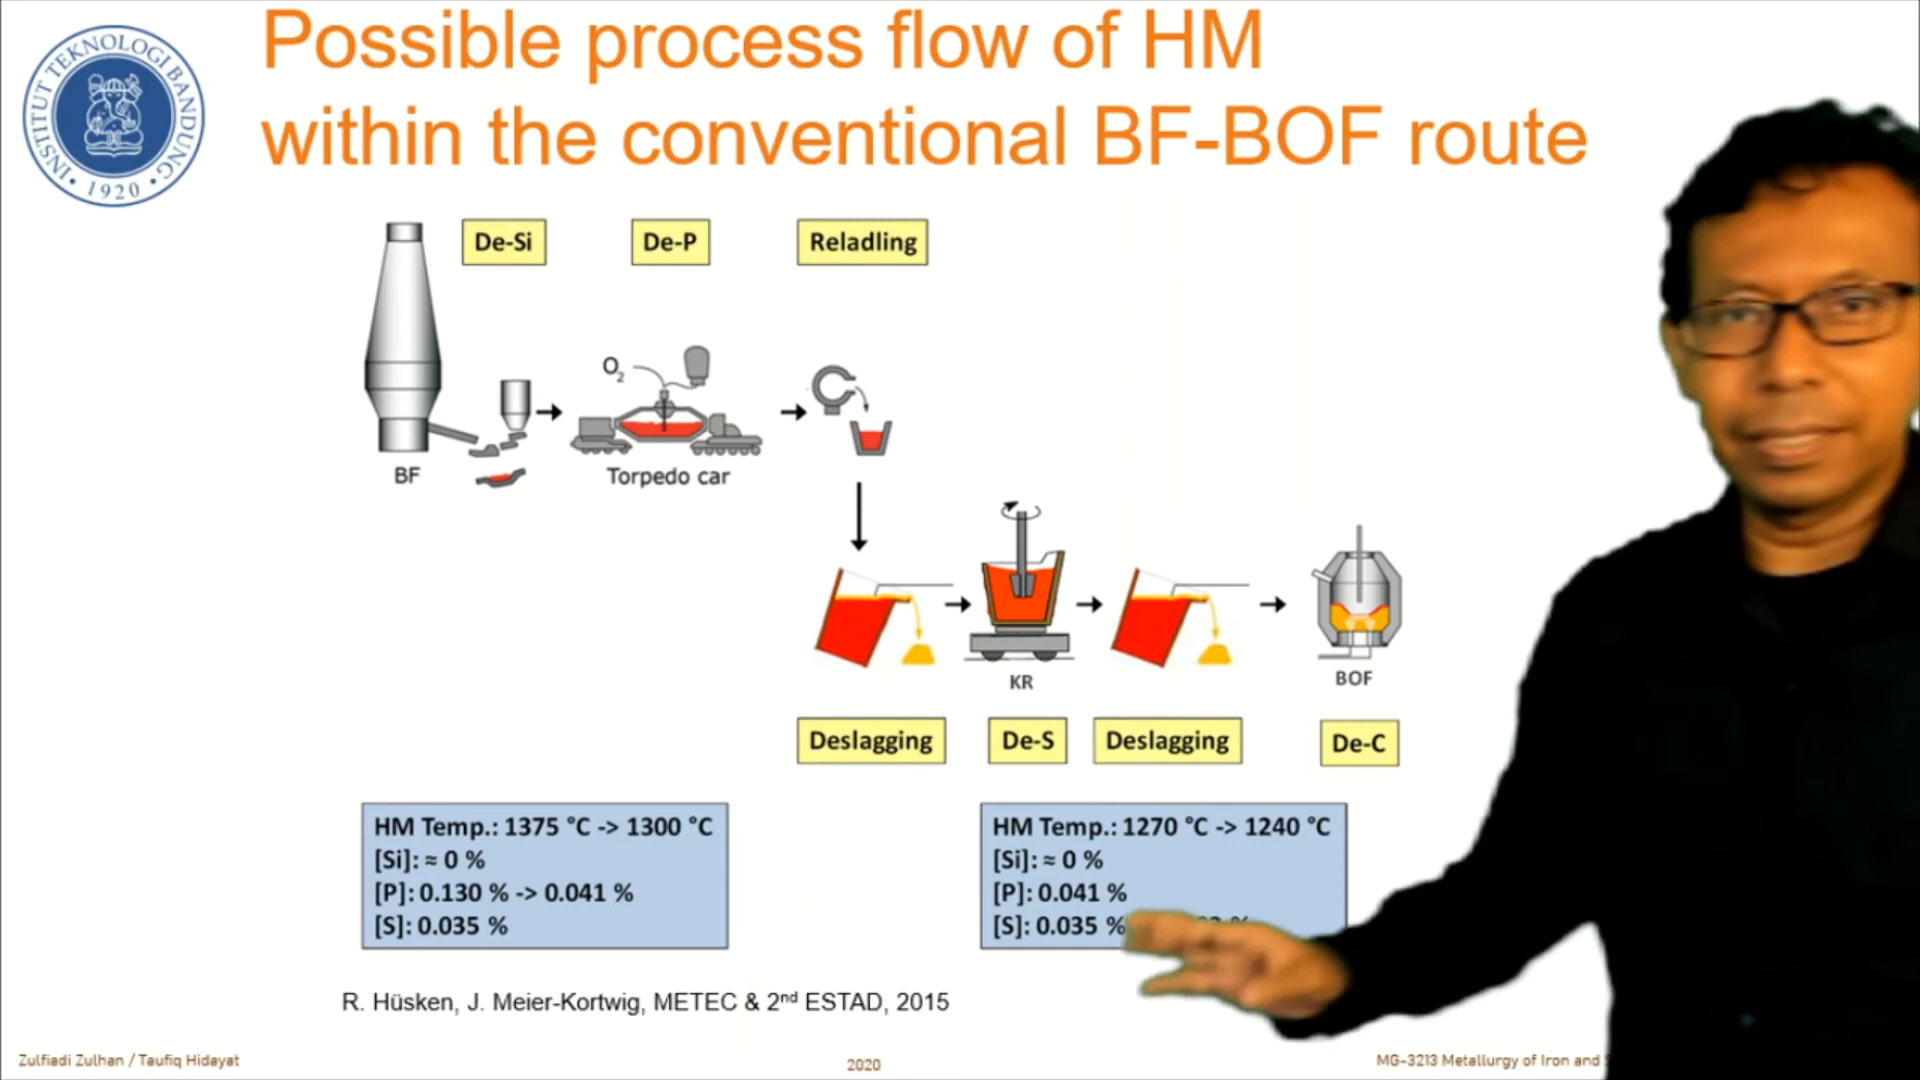 INSTITUT TEKNOLOGI BANDUNG
• 1920 •
Possible process flow of HM
within the conventional BF-BOF route
De-Si
De-P
Reladling
O2
BF
Torpedo car
KR
BOF
Deslagging
De-S
Deslagging
De-C
HM Temp.: 1375 °C -> 1300 °C
[Si]: ≈ 0 %
[P]: 0.130 % -> 0.041 %
[S]: 0.035 %
HM Temp.: 1270 °C -> 1240 °C
[Si]: ≈ 0 %
[P]: 0.041 %
[S]: 0.035 %
R. Hüsken, J. Meier-Kortwig, METEC & 2nd ESTAD, 2015
Zulfiadi Zulhan / Taufiq Hidayat
2020
MG-3213 Metallurgy of Iron and